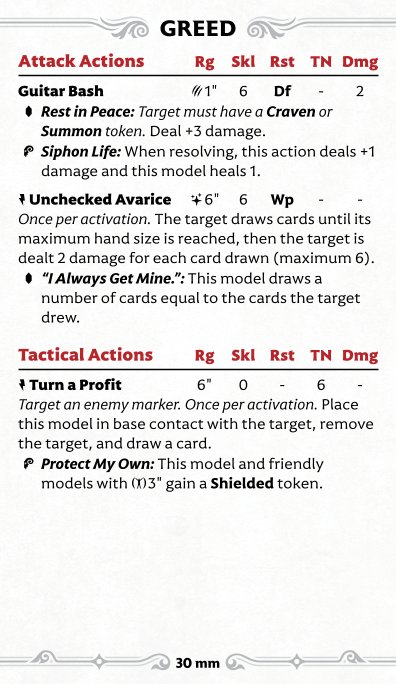 GREED
Attack Actions Rg Skl Rst TN Dmg
Guitar Bash 1" 6 Df - 2
Rest in Peace: Target must have a Craven or
Summon token. Deal +3 damage.
Siphon Life: When resolving, this action deals +1
damage and this model heals 1.
Unchecked Avarice 6" 6 Wp - -
Once per activation. The target draws cards until its
maximum hand size is reached, then the target is
dealt 2 damage for each card drawn (maximum 6).
"I Always Get Mine.": This model draws a
number of cards equal to the cards the target
drew.
Tactical Actions Rg Skl Rst TN Dmg
Turn a Profit 6" 0 - 6 -
Target an enemy marker. Once per activation. Place
this model in base contact with the target, remove
the target, and draw a card.
Protect My Own: This model and friendly
models with 3" gain a Shielded token.
30 mm